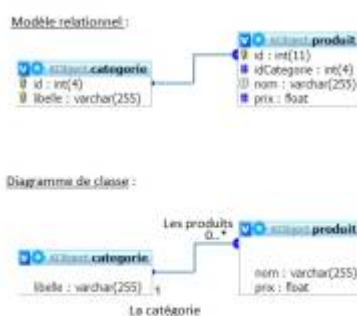 Modèle relationnel :
produit
id : int(11)
idCategorie : int(4)
nom : varchar(255)
prix : float
categorie
id : int(4)
libelle : varchar(255)
Diagramme de classe :
Les produits
0..*
produit
nom : varchar(255)
prix : float
categorie
libelle : varchar(255)
1
La catégorie